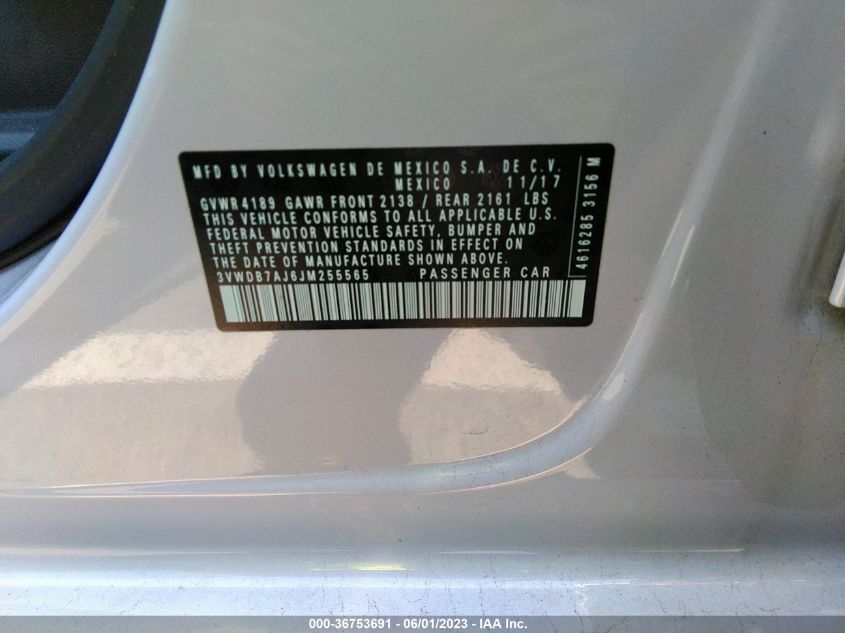 MFD BY VOLKSWAGEN DE MEXICO S.A. DE C.V.
MEXICO 11/17
GVWR4189 GAWR FRONT 2138 / REAR 2161 LBS
THIS VEHICLE CONFORMS TO ALL APPLICABLE U.S.
FEDERAL MOTOR VEHICLE SAFETY, BUMPER AND
THEFT PREVENTION STANDARDS IN EFFECT ON
THE DATE OF MANUFACTURE SHOWN ABOVE.
3VWDB7AJ6JM255565 PASSENGER CAR
4616285 3156 M
000-36753691 - 06/01/2023 - IAA Inc.